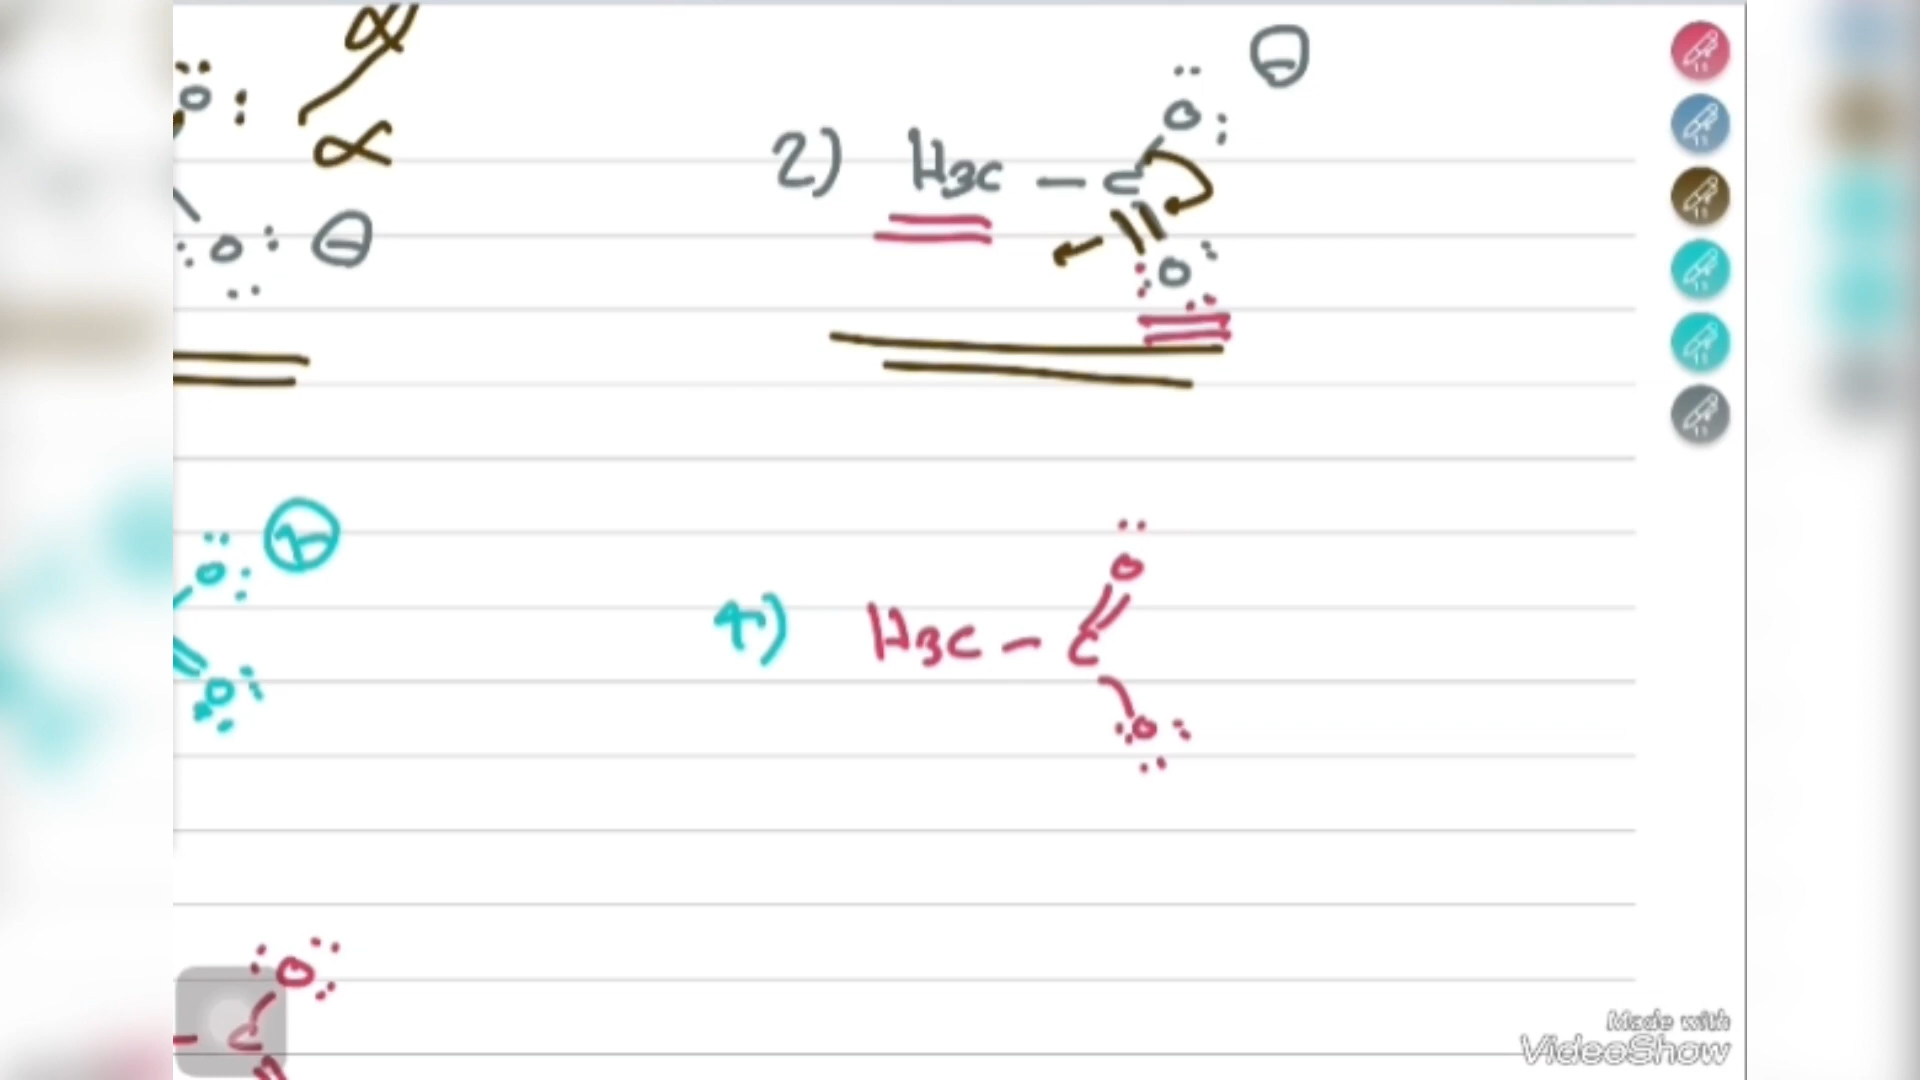 α
O
α
O
⊖
O
⊖
2) H3C - C
O
O
O
4) H3C - C
O
O
O
- C
Made with
VideoShow